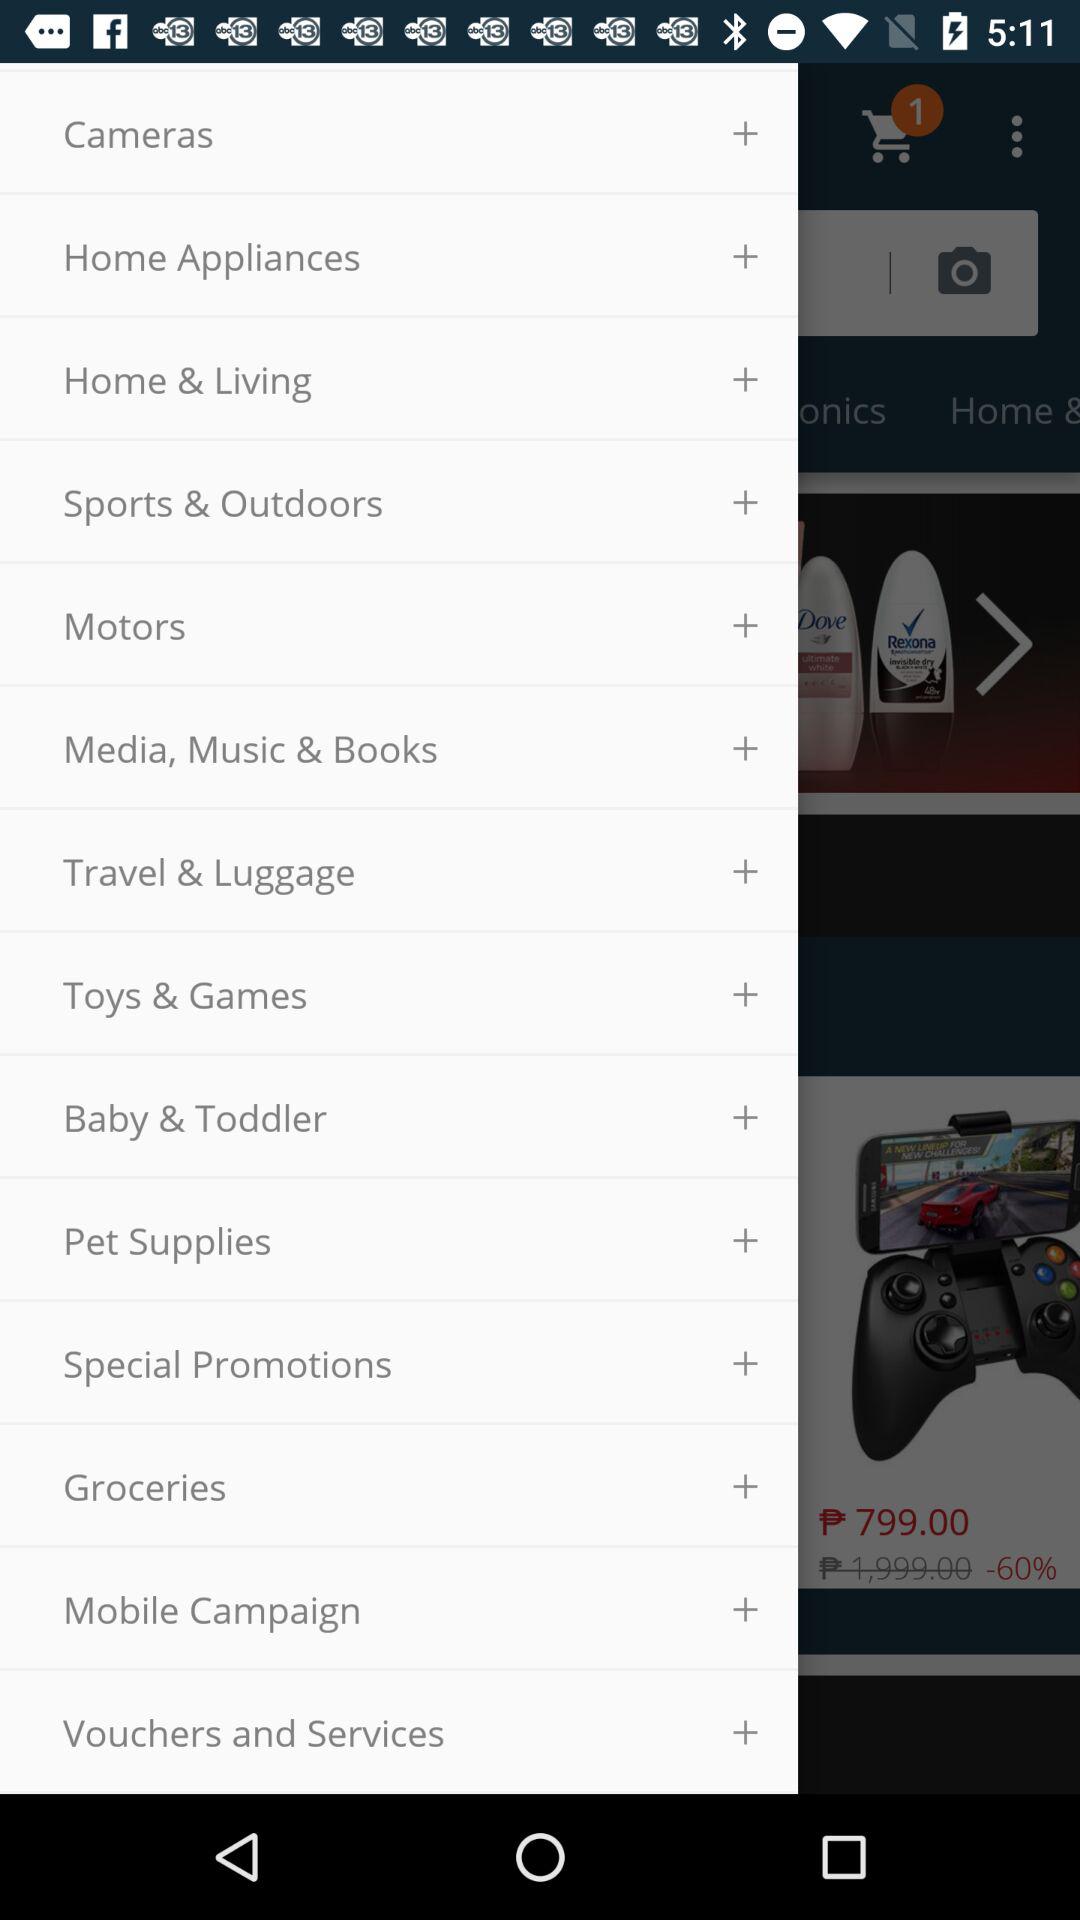 5:11
Cameras +
1
Home Appliances +
Home & Living +
onics Home &
Sports & Outdoors +
Motors +
Dove
ultimate
white
Rexona
invisible dry
48hr
Media, Music & Books +
Travel & Luggage +
Toys & Games +
Baby & Toddler +
A NEW LINEUP FOR
NEW CHALLENGES!
SAMSUNG
Pet Supplies +
Special Promotions +
Groceries +
₱ 799.00
₱ 1,999.00 -60%
Mobile Campaign +
Vouchers and Services +